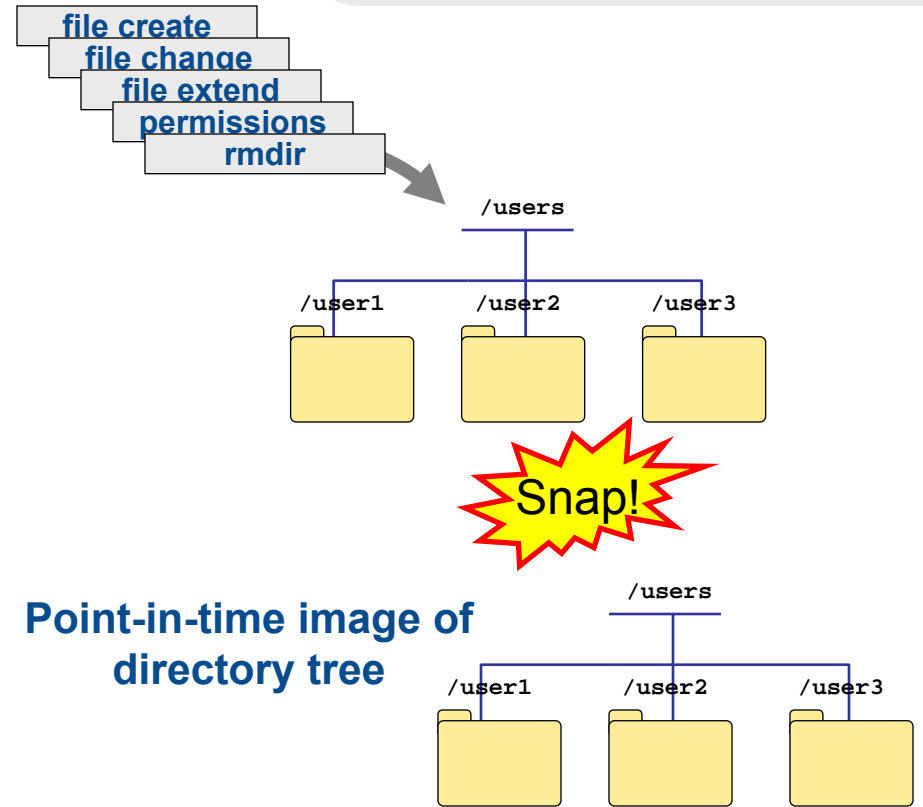 file create
file change
file extend
permissions
rmdir
/users
/user1 /user2 /user3
Snap!
/users
Point-in-time image of
directory tree
/user1 /user2 /user3